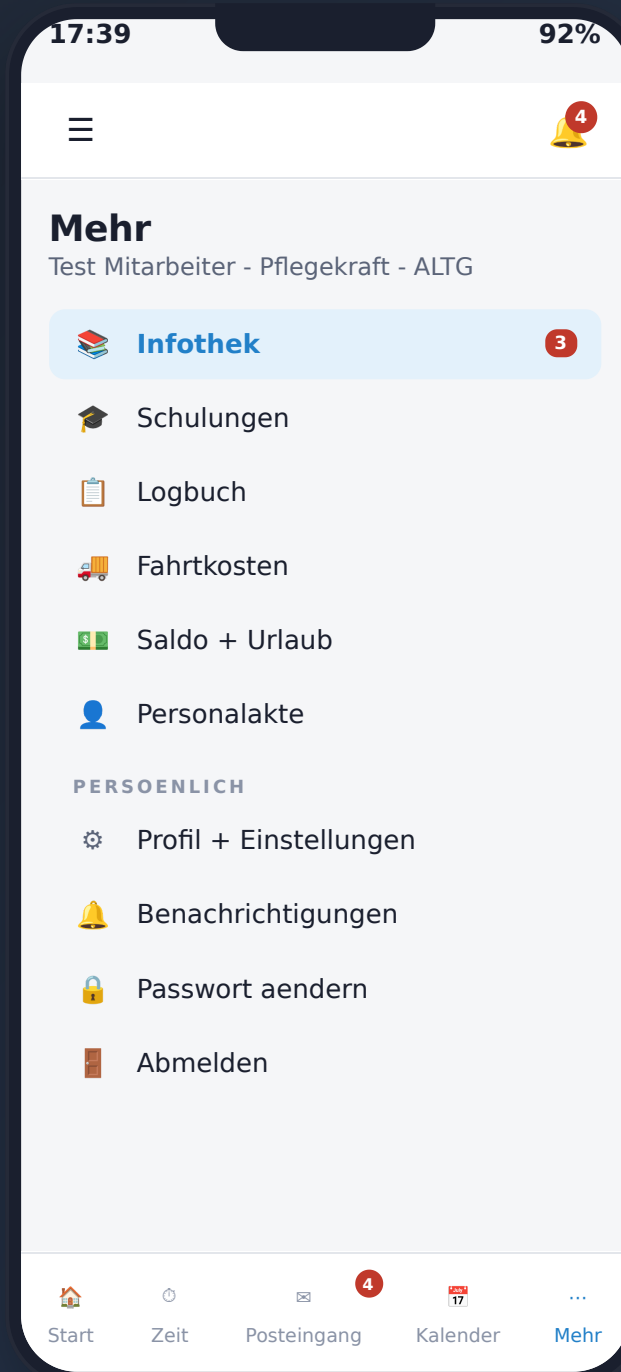 17:39 92%
4
Mehr
Test Mitarbeiter - Pflegekraft - ALTG
Infothek 3
Schulungen
Logbuch
Fahrtkosten
Saldo + Urlaub
Personalakte
PERSOENLICH
Profil + Einstellungen
Benachrichtigungen
Passwort aendern
Abmelden
4
Start Zeit Posteingang Kalender Mehr